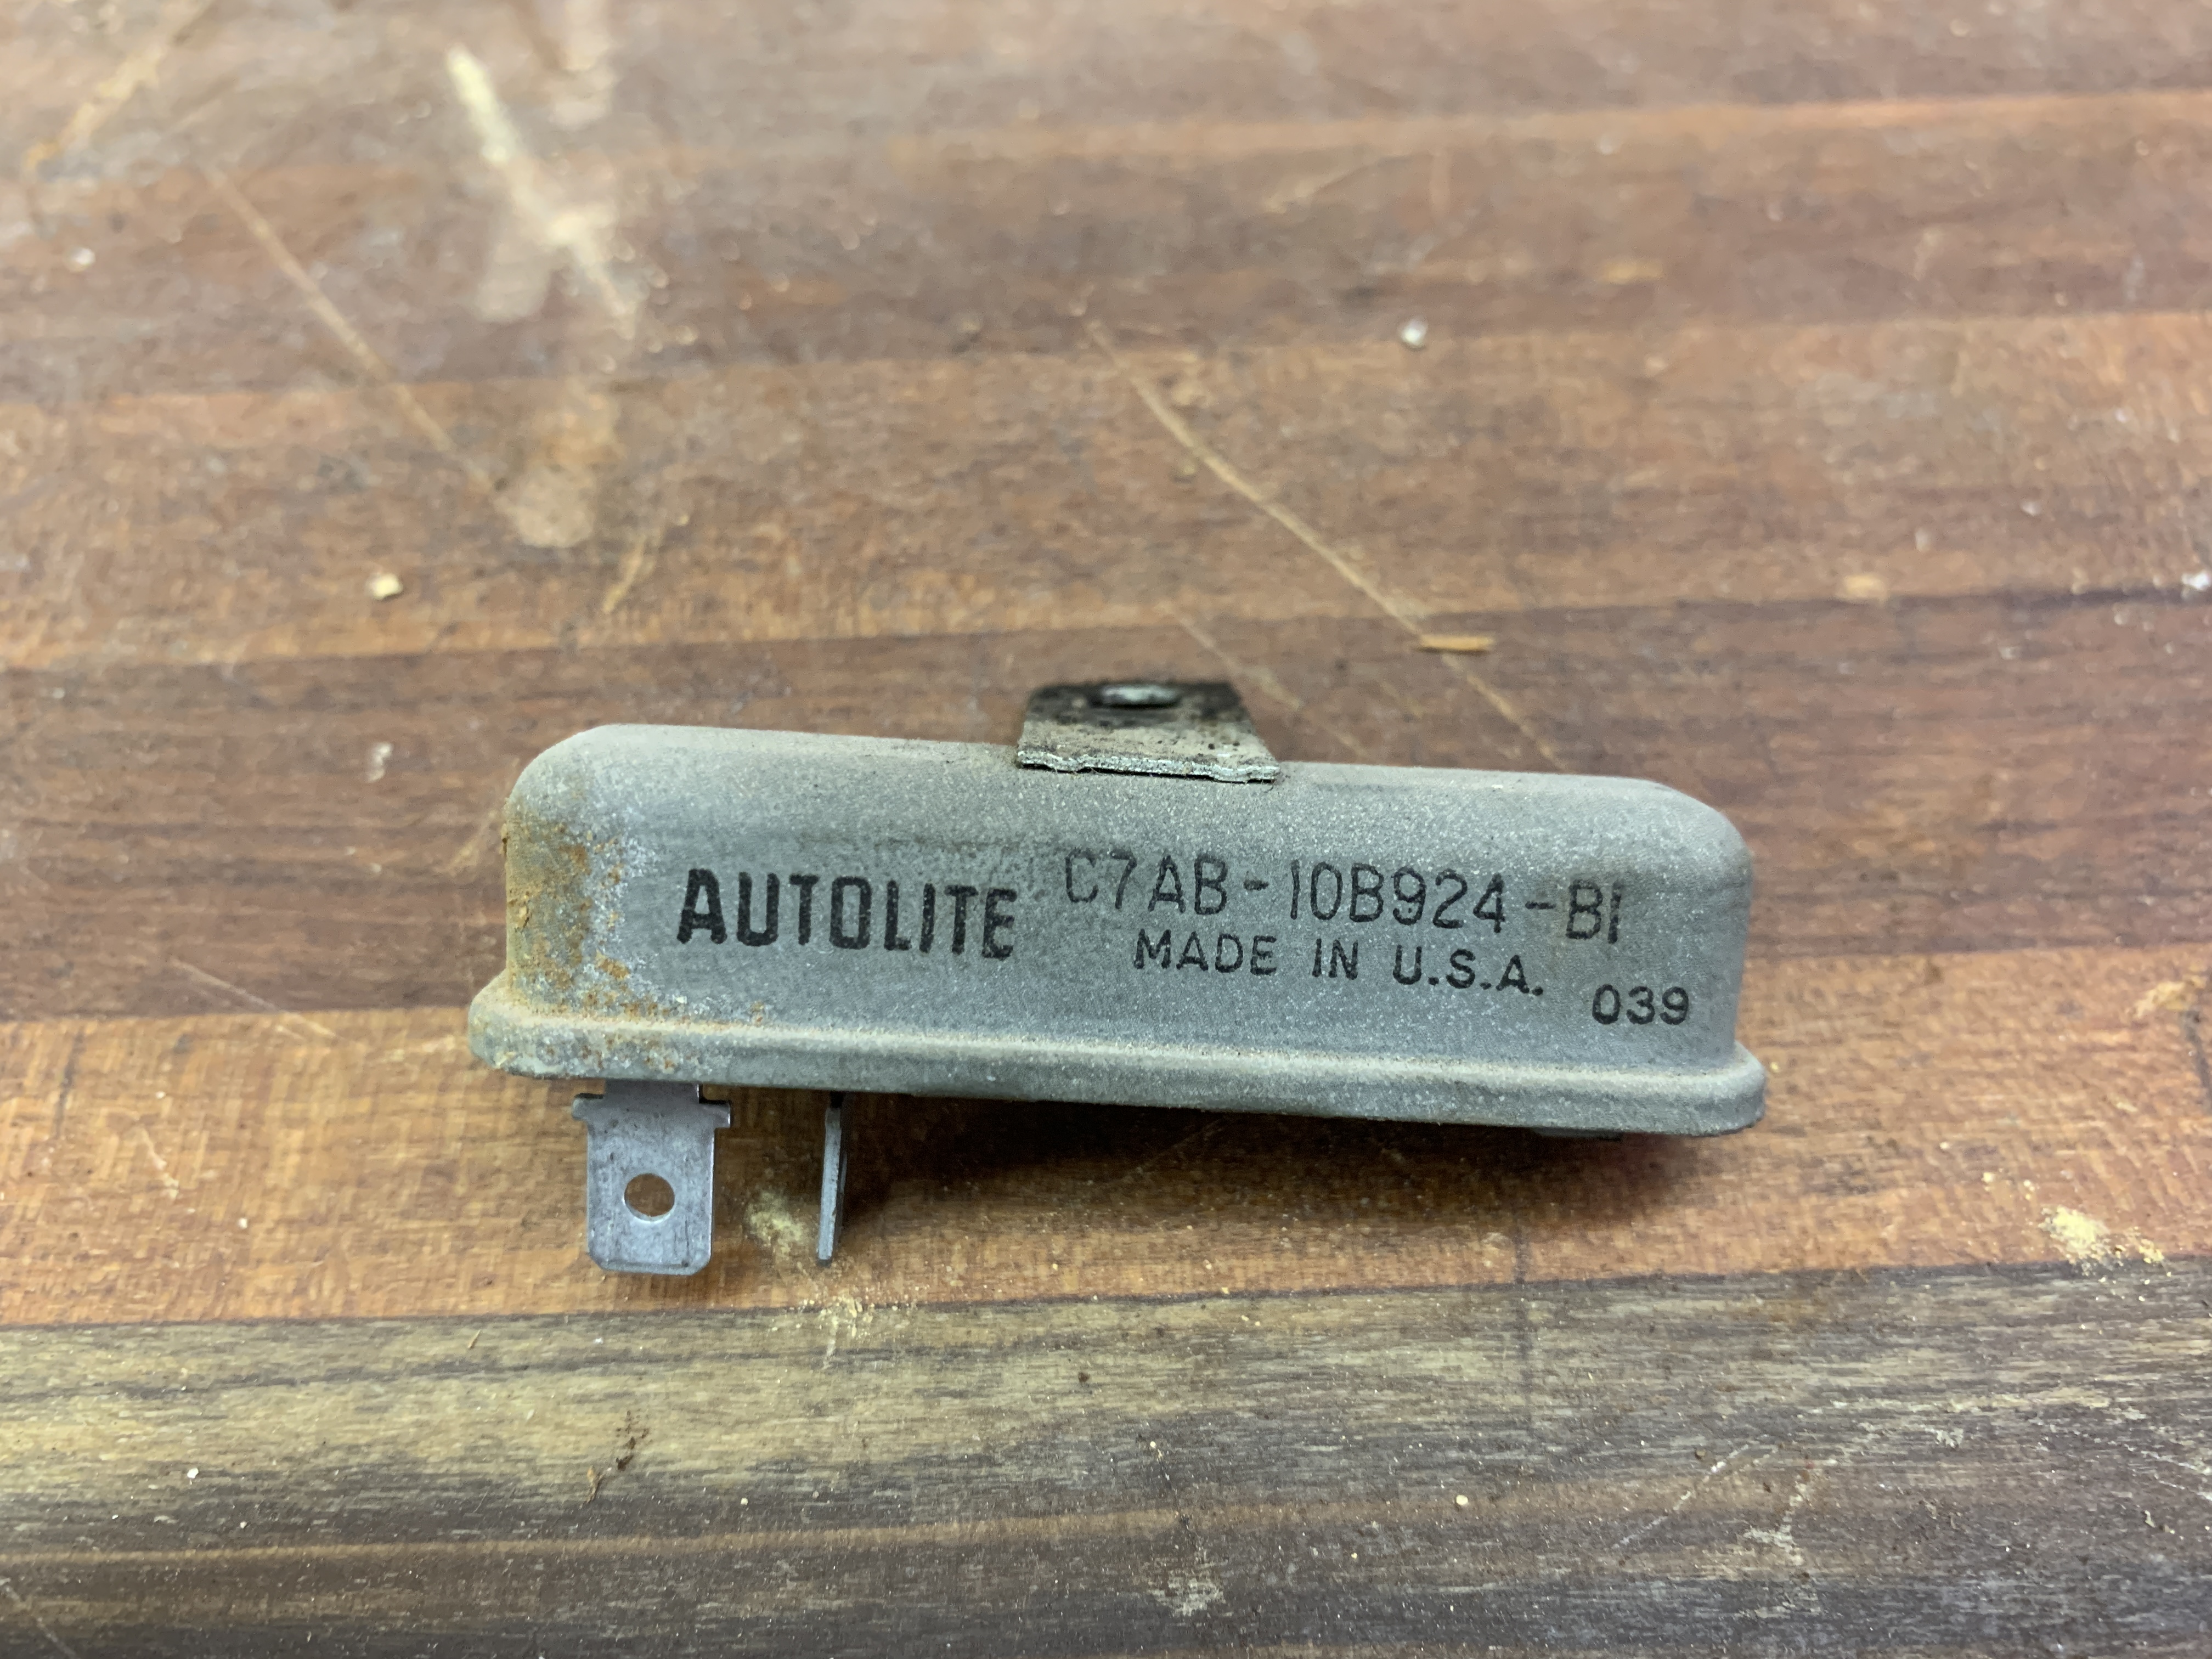 AUTOLITE C7AB-10B924-B1
MADE IN U.S.A.
039